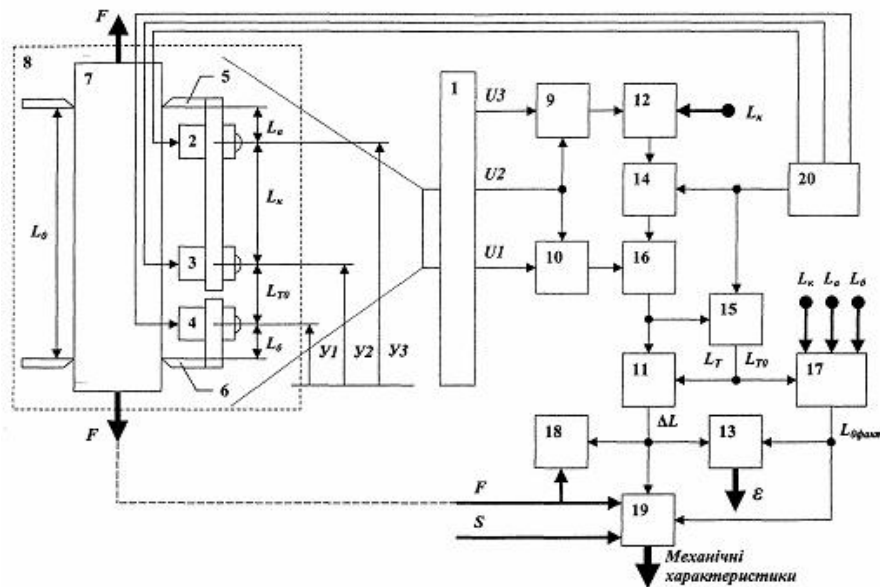 F
8
7
5
1
U3
9
12
Lк
2
Lа
U2
14
20
L0
Lк
3
U1
10
16
Lк Lа Lб
LT0
15
4
У1 У2 У3
Lб
LT LT0
17
6
11
F
ΔL
L0факт
18
13
F
ε
19
S
Механічні
характеристики